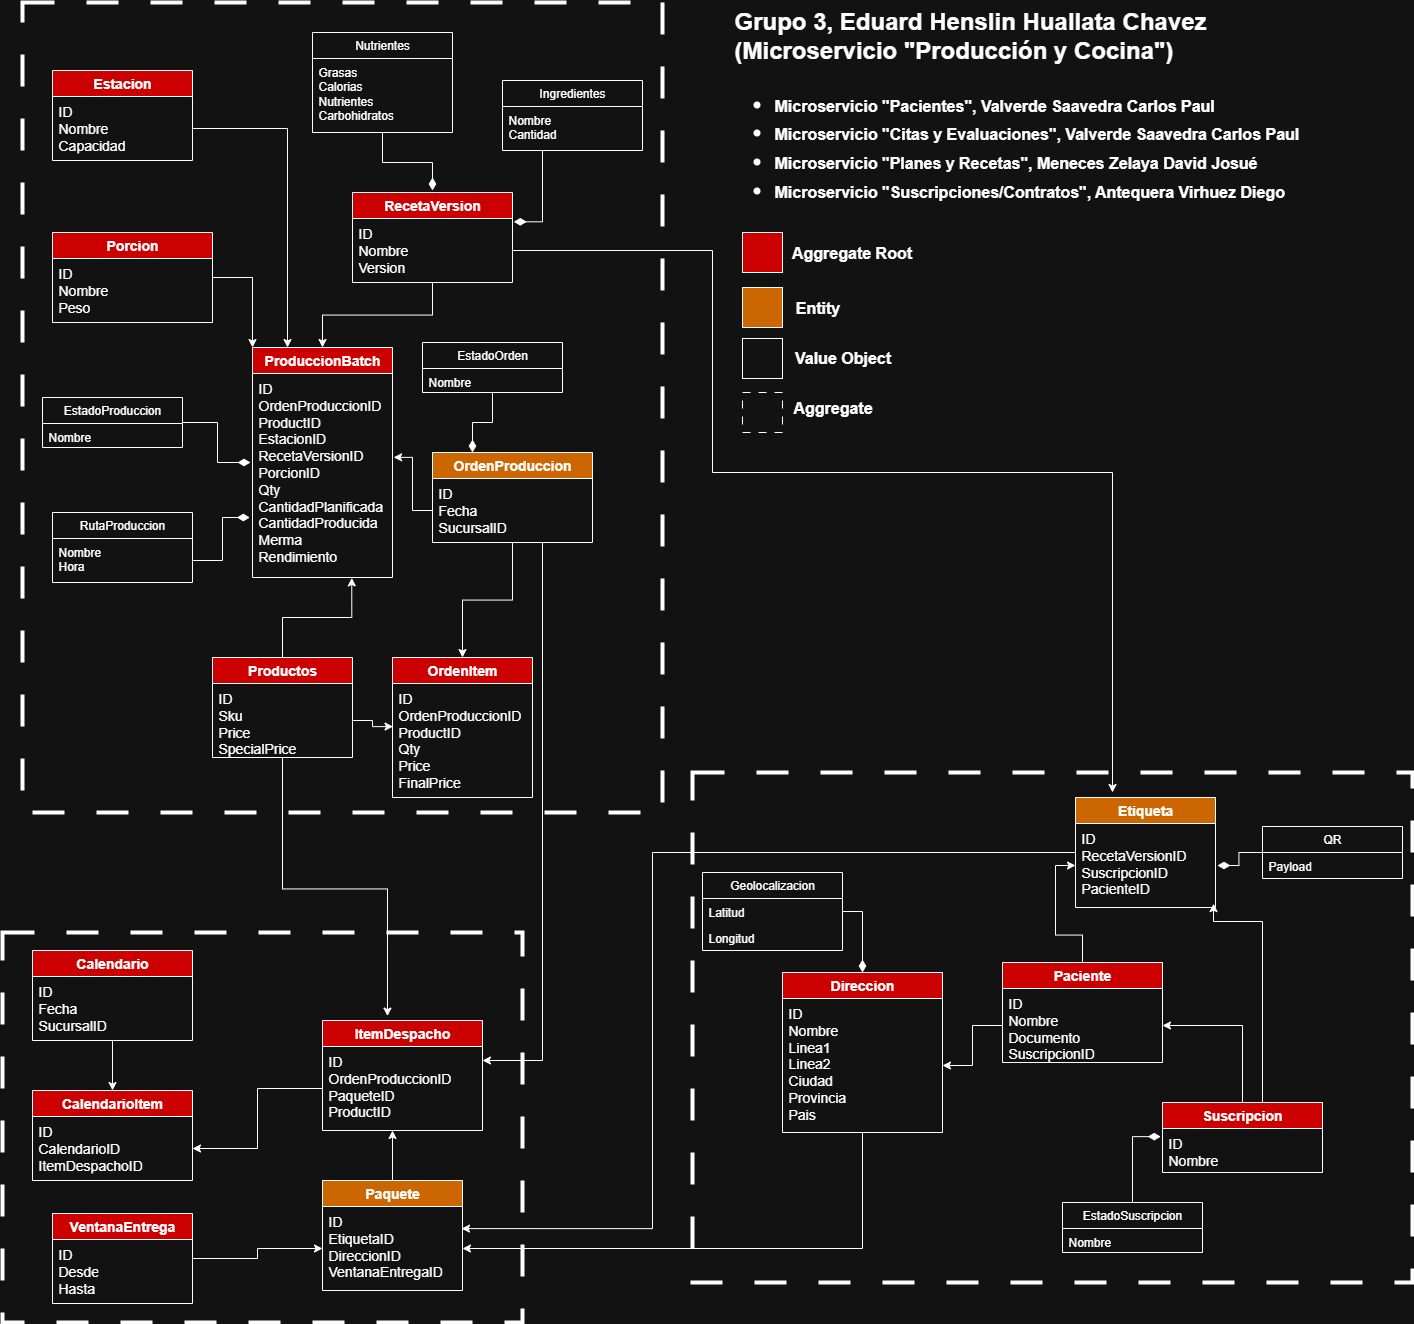 Grupo 3, Eduard Henslin Huallata Chavez
(Microservicio "Producción y Cocina")
Microservicio "Pacientes", Valverde Saavedra Carlos Paul
Microservicio "Citas y Evaluaciones", Valverde Saavedra Carlos Paul
Microservicio "Planes y Recetas", Meneces Zelaya David Josué
Microservicio "Suscripciones/Contratos", Antequera Virhuez Diego
Aggregate Root
Entity
Value Object
Aggregate
Nutrientes
Grasas
Calorias
Nutrientes
Carbohidratos
Estacion
ID
Nombre
Capacidad
Ingredientes
Nombre
Cantidad
RecetaVersion
ID
Nombre
Version
Porcion
ID
Nombre
Peso
ProduccionBatch
ID
OrdenProduccionID
ProductID
EstacionID
RecetaVersionID
PorcionID
Qty
CantidadPlanificada
CantidadProducida
Merma
Rendimiento
EstadoOrden
Nombre
EstadoProduccion
Nombre
OrdenProduccion
ID
Fecha
SucursalID
RutaProduccion
Nombre
Hora
Productos
ID
Sku
Price
SpecialPrice
OrdenItem
ID
OrdenProduccionID
ProductID
Qty
Price
FinalPrice
Etiqueta
ID
RecetaVersionID
SuscripcionID
PacienteID
QR
Payload
Geolocalizacion
Latitud
Longitud
Calendario
ID
Fecha
SucursalID
Direccion
ID
Nombre
Linea1
Linea2
Ciudad
Provincia
Pais
Paciente
ID
Nombre
Documento
SuscripcionID
ItemDespacho
ID
OrdenProduccionID
PaqueteID
ProductID
CalendarioItem
ID
CalendarioID
ItemDespachoID
Suscripcion
ID
Nombre
Paquete
ID
EtiquetaID
DireccionID
VentanaEntregaID
EstadoSuscripcion
Nombre
VentanaEntrega
ID
Desde
Hasta